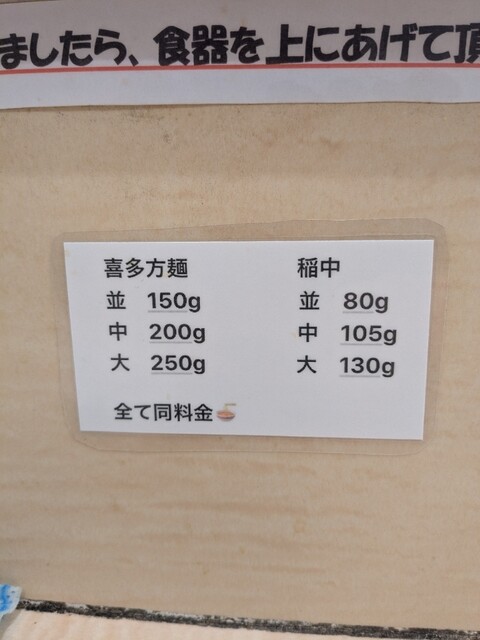 ましたら、食器を上にあげて頂
喜多方麺 稲中
並 150g 並 80g
中 200g 中 105g
大 250g 大 130g
全て同料金🍜